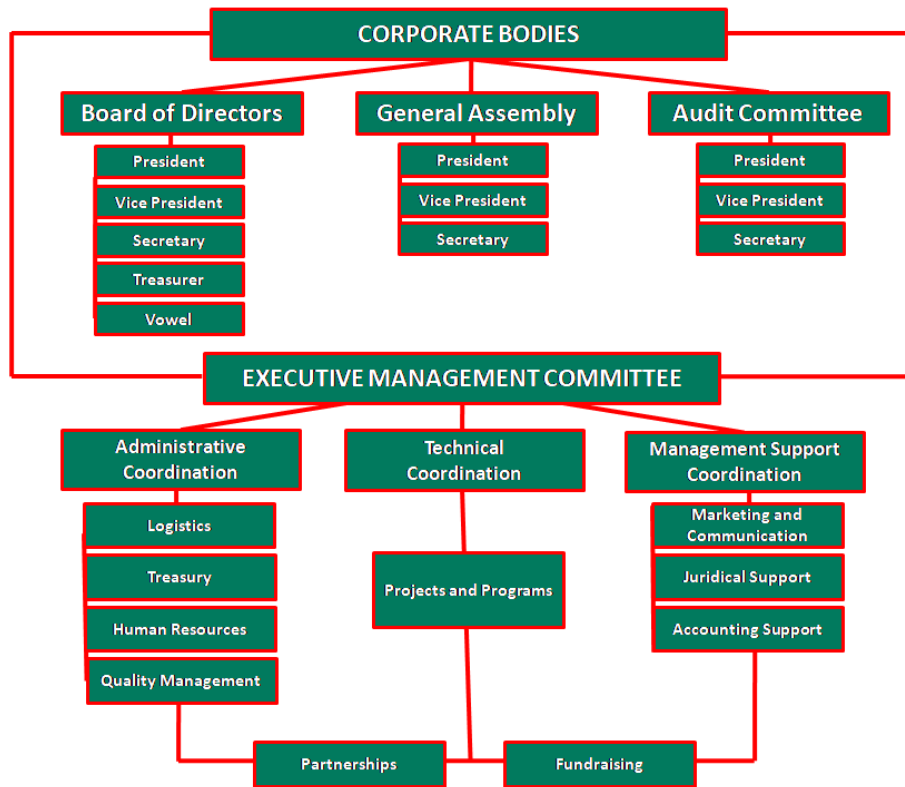 CORPORATE BODIES
Board of Directors
President
Vice President
Secretary
Treasurer
Vowel
General Assembly
President
Vice President
Secretary
Audit Committee
President
Vice President
Secretary
EXECUTIVE MANAGEMENT COMMITTEE
Administrative
Coordination
Logistics
Treasury
Human Resources
Quality Management
Technical
Coordination
Projects and Programs
Management Support
Coordination
Marketing and
Communication
Juridical Support
Accounting Support
Partnerships
Fundraising